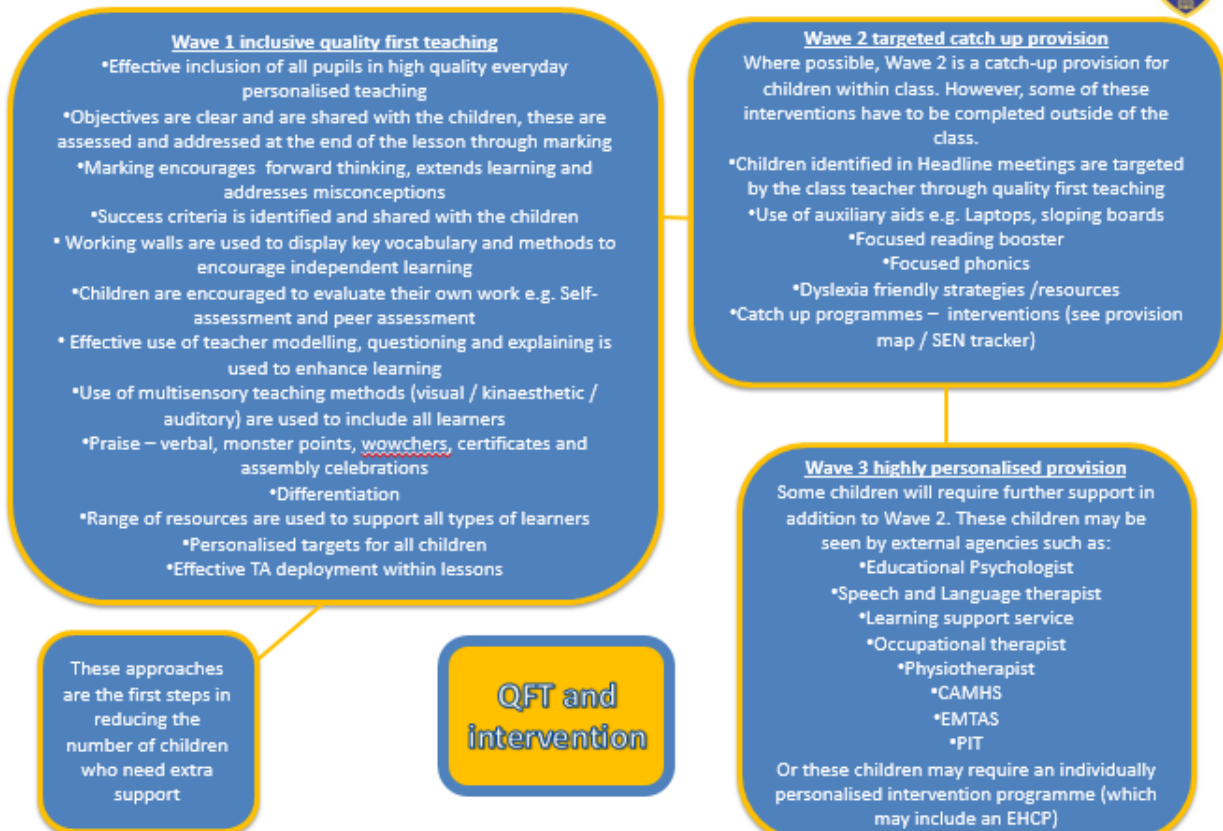 Wave 1 inclusive quality first teaching
•Effective inclusion of all pupils in high quality everyday
personalised teaching
•Objectives are clear and are shared with the children, these are
assessed and addressed at the end of the lesson through marking
•Marking encourages  forward thinking, extends learning and
addresses misconceptions
•Success criteria is identified and shared with the children
• Working walls are used to display key vocabulary and methods to
encourage independent learning
•Children are encouraged to evaluate their own work e.g. Self-
assessment and peer assessment
• Effective use of teacher modelling, questioning and explaining is
used to enhance learning
•Use of multisensory teaching methods (visual / kinaesthetic /
auditory) are used to include all learners
•Praise – verbal, monster points, wowchers, certificates and
assembly celebrations
•Differentiation
•Range of resources are used to support all types of learners
•Personalised targets for all children
•Effective TA deployment within lessons
These approaches
are the first steps in
reducing the
number of children
who need extra
support
QFT and
intervention
Wave 2 targeted catch up provision
Where possible, Wave 2 is a catch-up provision for
children within class. However, some of these
interventions have to be completed outside of the
class.
•Children identified in Headline meetings are targeted
by the class teacher through quality first teaching
•Use of auxiliary aids e.g. Laptops, sloping boards
•Focused reading booster
•Focused phonics
•Dyslexia friendly strategies /resources
•Catch up programmes –  interventions (see provision
map / SEN tracker)
Wave 3 highly personalised provision
Some children will require further support in
addition to Wave 2. These children may be
seen by external agencies such as:
•Educational Psychologist
•Speech and Language therapist
•Learning support service
•Occupational therapist
•Physiotherapist
•CAMHS
•EMTAS
•PIT
Or these children may require an individually
personalised intervention programme (which
may include an EHCP)